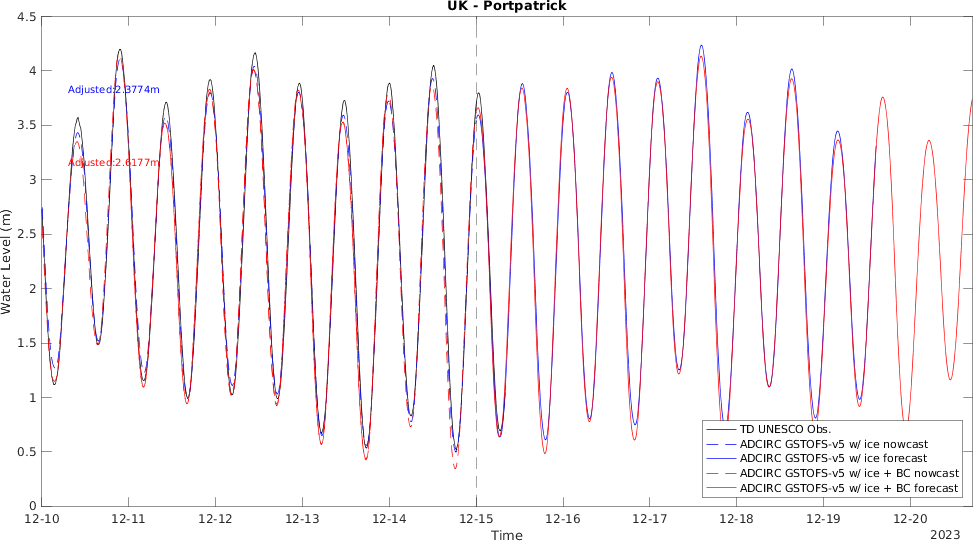 UK - Portpatrick
4.5
4
3.5
3
2.5
2
1.5
1
0.5
0
Water Level (m)
Adjusted:2.3774m
Adjusted:2.6177m
TD UNESCO Obs.
ADCIRC GSTOFS-v5 w/ ice nowcast
ADCIRC GSTOFS-v5 w/ ice forecast
ADCIRC GSTOFS-v5 w/ ice + BC nowcast
ADCIRC GSTOFS-v5 w/ ice + BC forecast
12-10 12-11 12-12 12-13 12-14 12-15 12-16 12-17 12-18 12-19 12-20
Time
2023